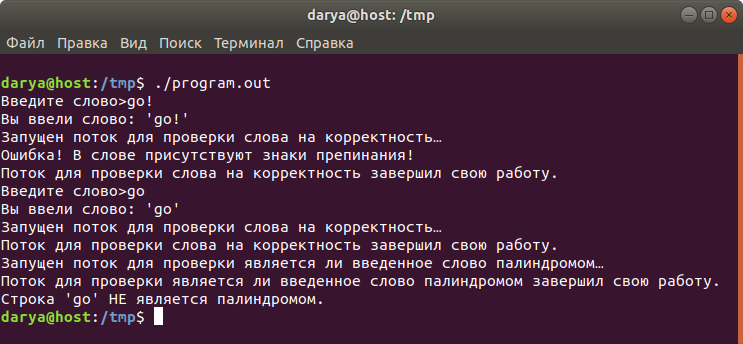 darya@host: /tmp
Файл Правка Вид Поиск Терминал Справка
darya@host:/tmp$ ./program.out
Введите слово>go!
Вы ввели слово: 'go!'
Запущен поток для проверки слова на корректность…
Ошибка! В слове присутствуют знаки препинания!
Поток для проверки слова на корректность завершил свою работу.
Введите слово>go
Вы ввели слово: 'go'
Запущен поток для проверки слова на корректность…
Поток для проверки слова на корректность завершил свою работу.
Запущен поток для проверки является ли введенное слово палиндромом…
Поток для проверки является ли введенное слово палиндромом завершил свою работу.
Строка 'go' НЕ является палиндромом.
darya@host:/tmp$